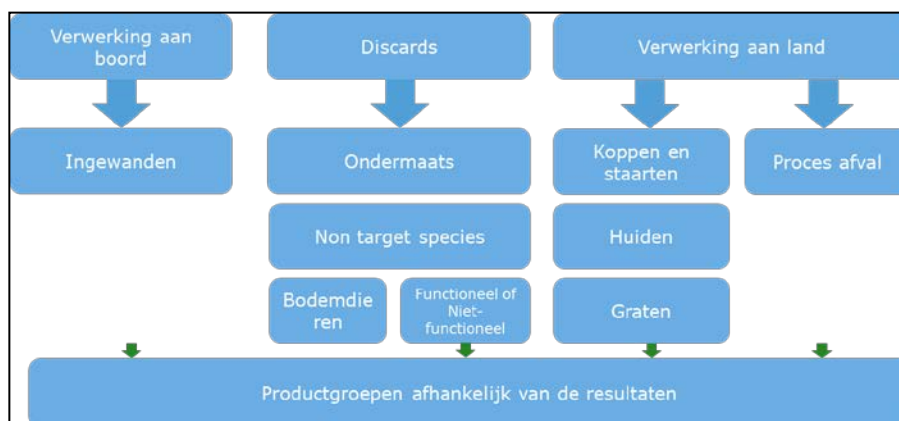 Verwerking aan
boord
Discards
Verwerking aan land
Ingewanden
Ondermaats
Koppen en
staarten
Proces afval
Non target species
Huiden
Bodemdie
ren
Functioneel of
Niet-
functioneel
Graten
Productgroepen afhankelijk van de resultaten